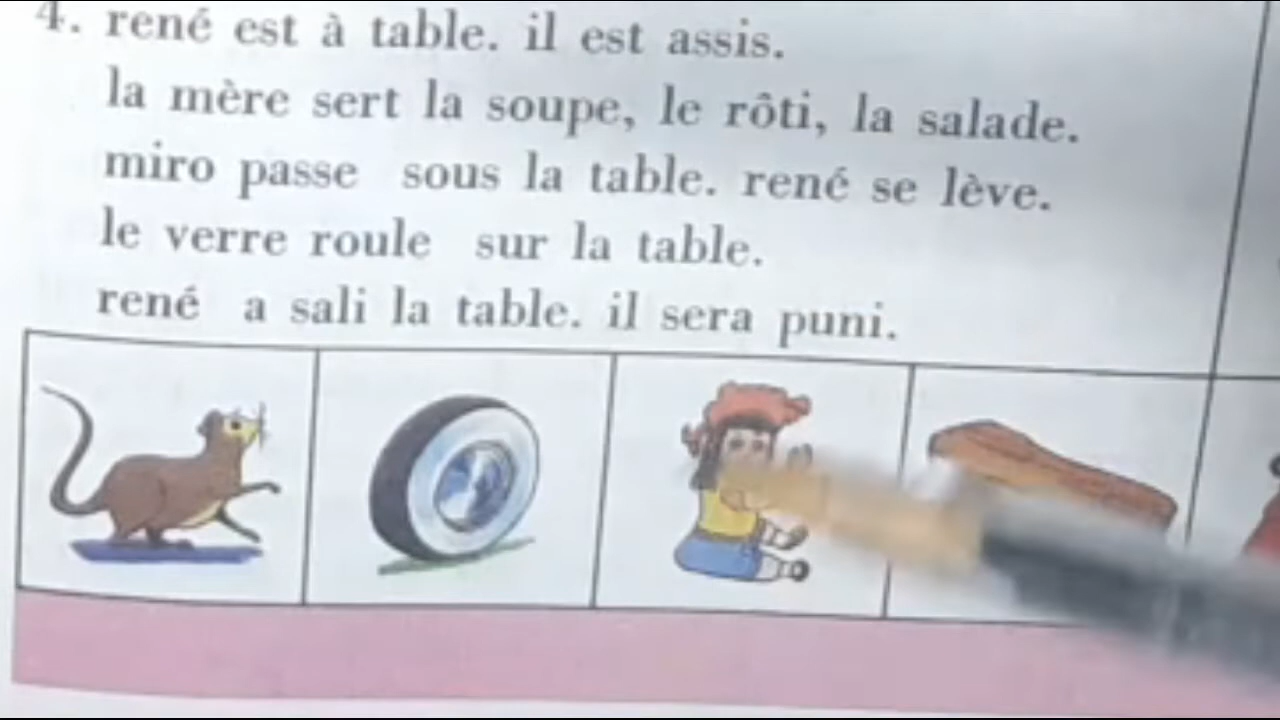 4. rené est à table. il est assis.
la mère sert la soupe, le rôti, la salade.
miro passe sous la table. rené se lève.
le verre roule sur la table.
rené a sali la table. il sera puni.